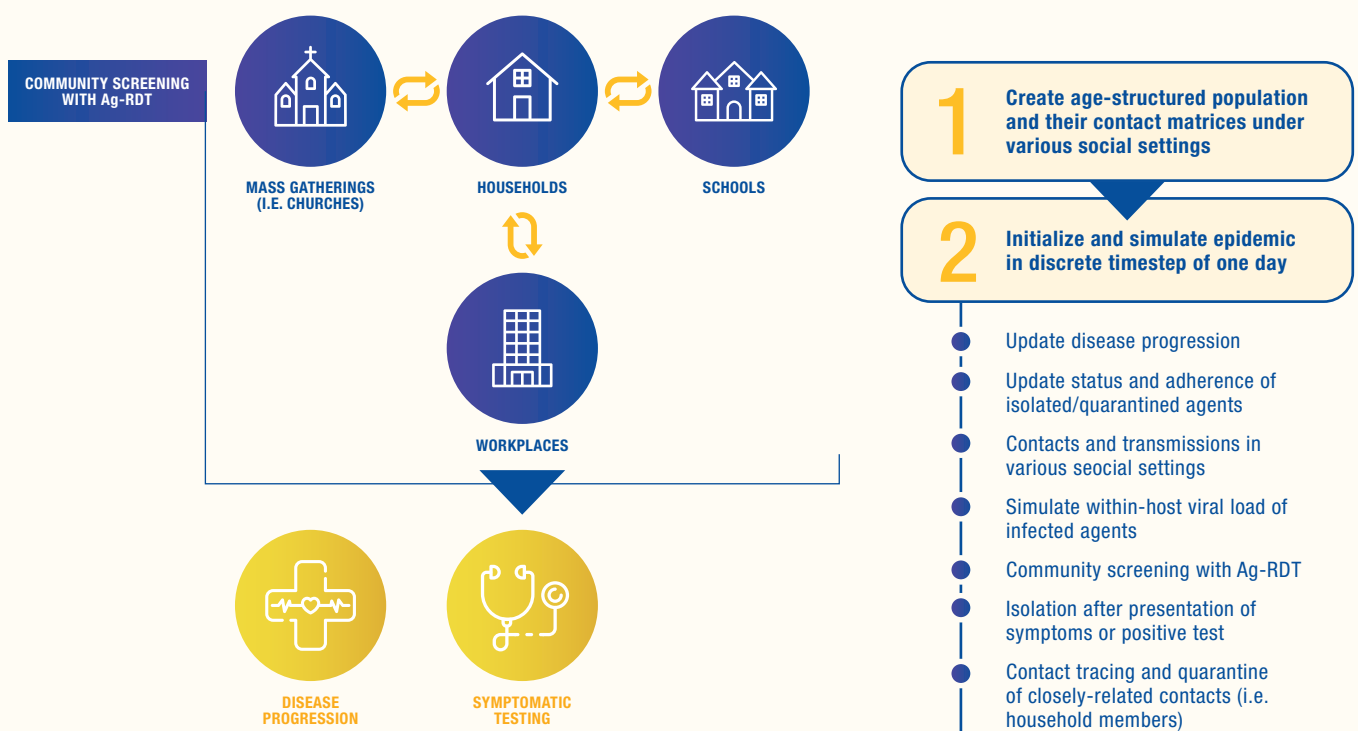 COMMUNITY SCREENING
WITH Ag-RDT
MASS GATHERINGS
(I.E. CHURCHES)
HOUSEHOLDS
SCHOOLS
WORKPLACES
DISEASE
PROGRESSION
SYMPTOMATIC
TESTING
1
Create age-structured population
and their contact matrices under
various social settings
2
Initialize and simulate epidemic
in discrete timestep of one day
Update disease progression
Update status and adherence of
isolated/quarantined agents
Contacts and transmissions in
various seocial settings
Simulate within-host viral load of
infected agents
Community screening with Ag-RDT
Isolation after presentation of
symptoms or positive test
Contact tracing and quarantine
of closely-related contacts (i.e.
household members)